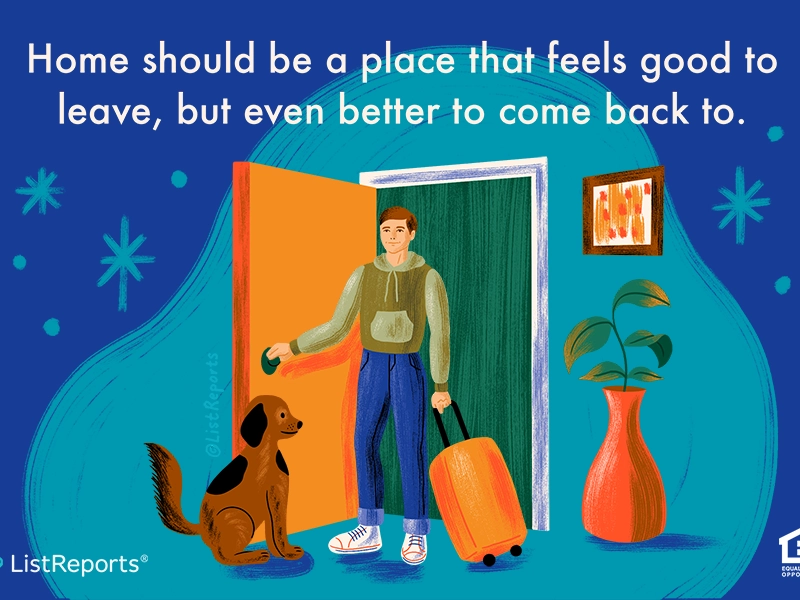 Home should be a place that feels good to
leave, but even better to come back to.
@ListReports
ListReports®